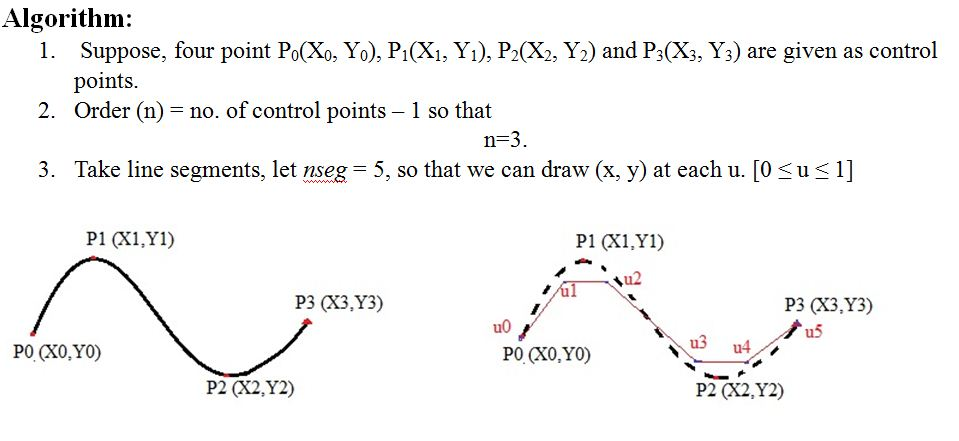 Algorithm:
1. Suppose, four point P₀(X₀, Y₀), P₁(X₁, Y₁), P₂(X₂, Y₂) and P₃(X₃, Y₃) are given as control
points.
2. Order (n) = no. of control points – 1 so that
n=3.
3. Take line segments, let nseg = 5, so that we can draw (x, y) at each u. [0 ≤ u ≤ 1]
P1 (X1,Y1)
P3 (X3,Y3)
P0 (X0,Y0)
P2 (X2,Y2)
P1 (X1,Y1)
u2
u1
P3 (X3,Y3)
u0
u5
u3
u4
P0 (X0,Y0)
P2 (X2,Y2)